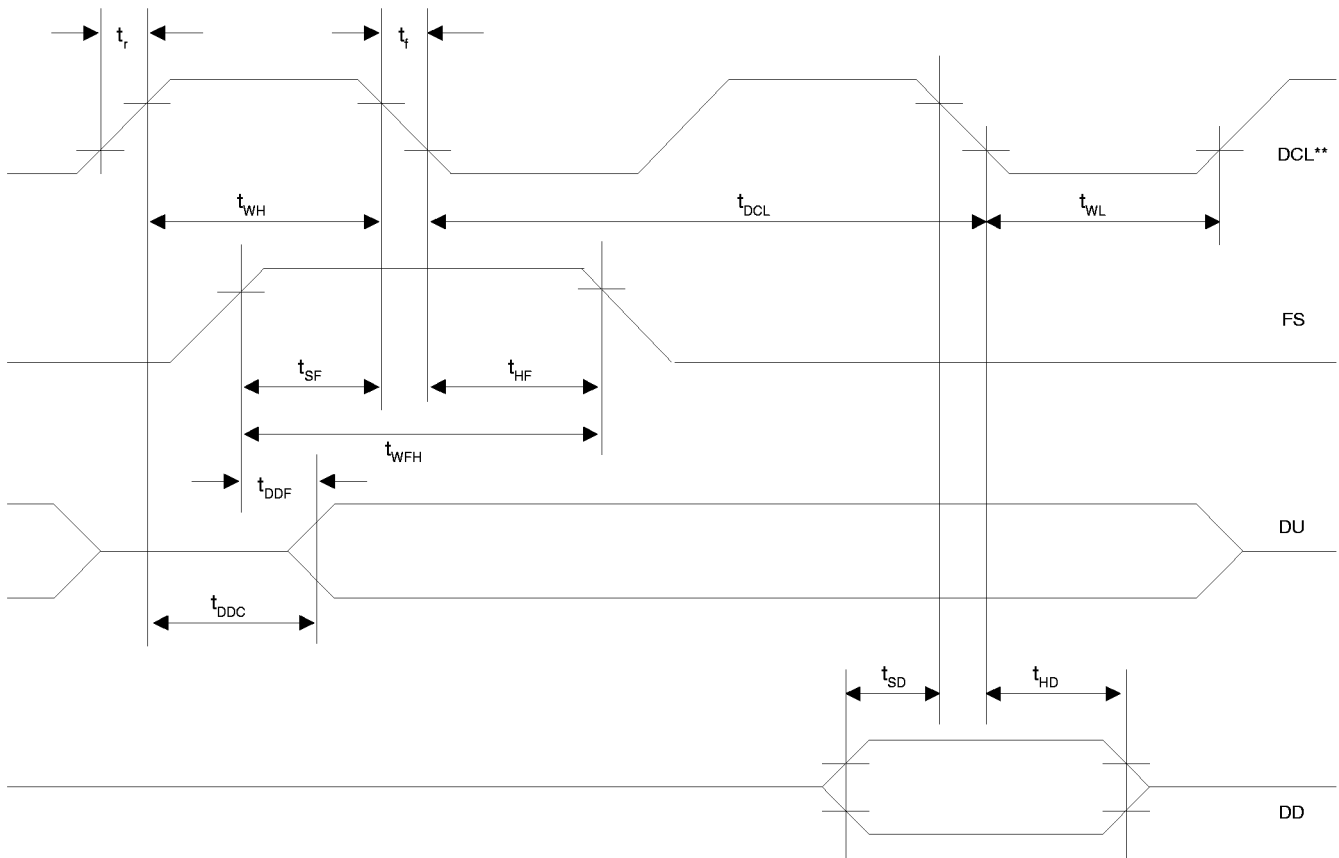 tr tf
DCL**
tWH tDCL tWL
FS
tSF tHF
tWFH
tDDF
DU
tDDC
tSD tHD
DD